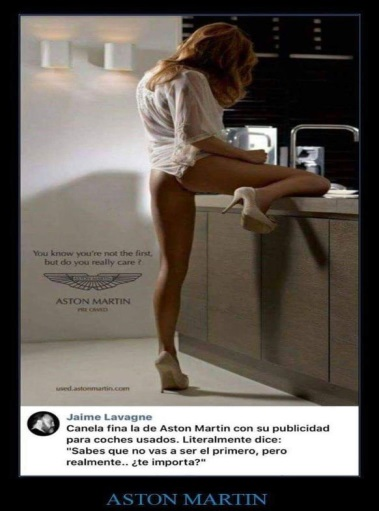 You know you're not the first,
but do you really care ?
ASTON MARTIN
ASTON MARTIN
PRE OWNED
used.astonmartin.com
Jaime Lavagne
Canela fina la de Aston Martin con su publicidad
para coches usados. Literalmente dice:
"Sabes que no vas a ser el primero, pero
realmente.. ¿te importa?"
ASTON MARTIN